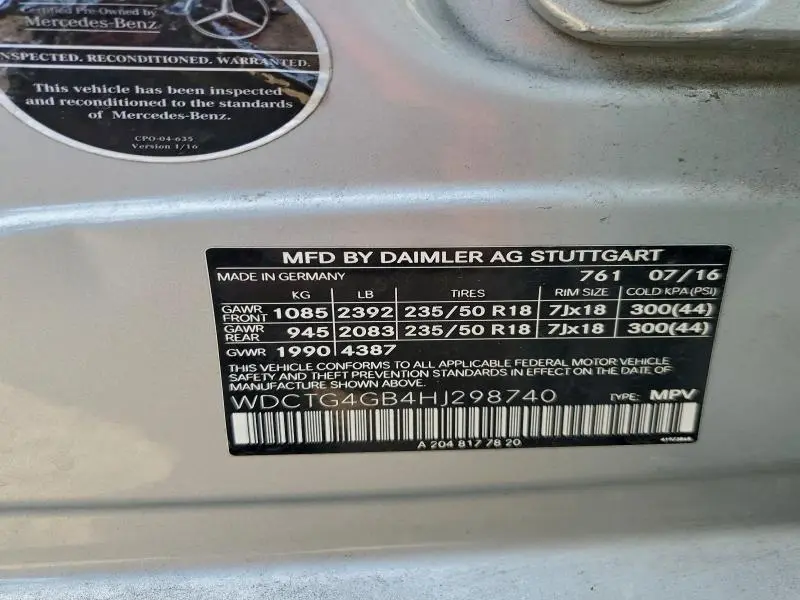 Certified Pre-Owned by
Mercedes-Benz
INSPECTED. RECONDITIONED. WARRANTED.
This vehicle has been inspected
and reconditioned to the standards
of Mercedes-Benz.
CPO-04-635
Version 1/16
MFD BY DAIMLER AG STUTTGART
MADE IN GERMANY 761 07/16
KG LB TIRES RIM SIZE COLD KPA(PSI)
GAWR FRONT 1085 2392 235/50 R18 7Jx18 300(44)
GAWR REAR 945 2083 235/50 R18 7Jx18 300(44)
GVWR 1990 4387
THIS VEHICLE CONFORMS TO ALL APPLICABLE FEDERAL MOTOR VEHICLE
SAFETY AND THEFT PREVENTION STANDARDS IN EFFECT ON THE DATE OF
MANUFACTURE SHOWN ABOVE.
WDCTG4GB4HJ298740 TYPE: MPV
A 204 817 78 20